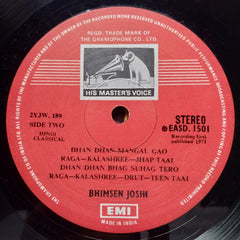 REGD. TRADE MARK OF
THE GRAMOPHONE CO. LTD.
HIS MASTER'S VOICE
2YJW. 189
SIDE TWO
HINDI
CLASSICAL
STEREO
EASD. 1501
Recording first
published 1971
DHAN DHAN MANGAL GAO
RAGA—KALASHREE—JHAP TAAL
DHAN DHAN BHAG SUHAG TERO
RAGA—KALASHREE—DRUT—TEEN TAAL
BHIMSEN JOSHI
EMI
MADE IN INDIA